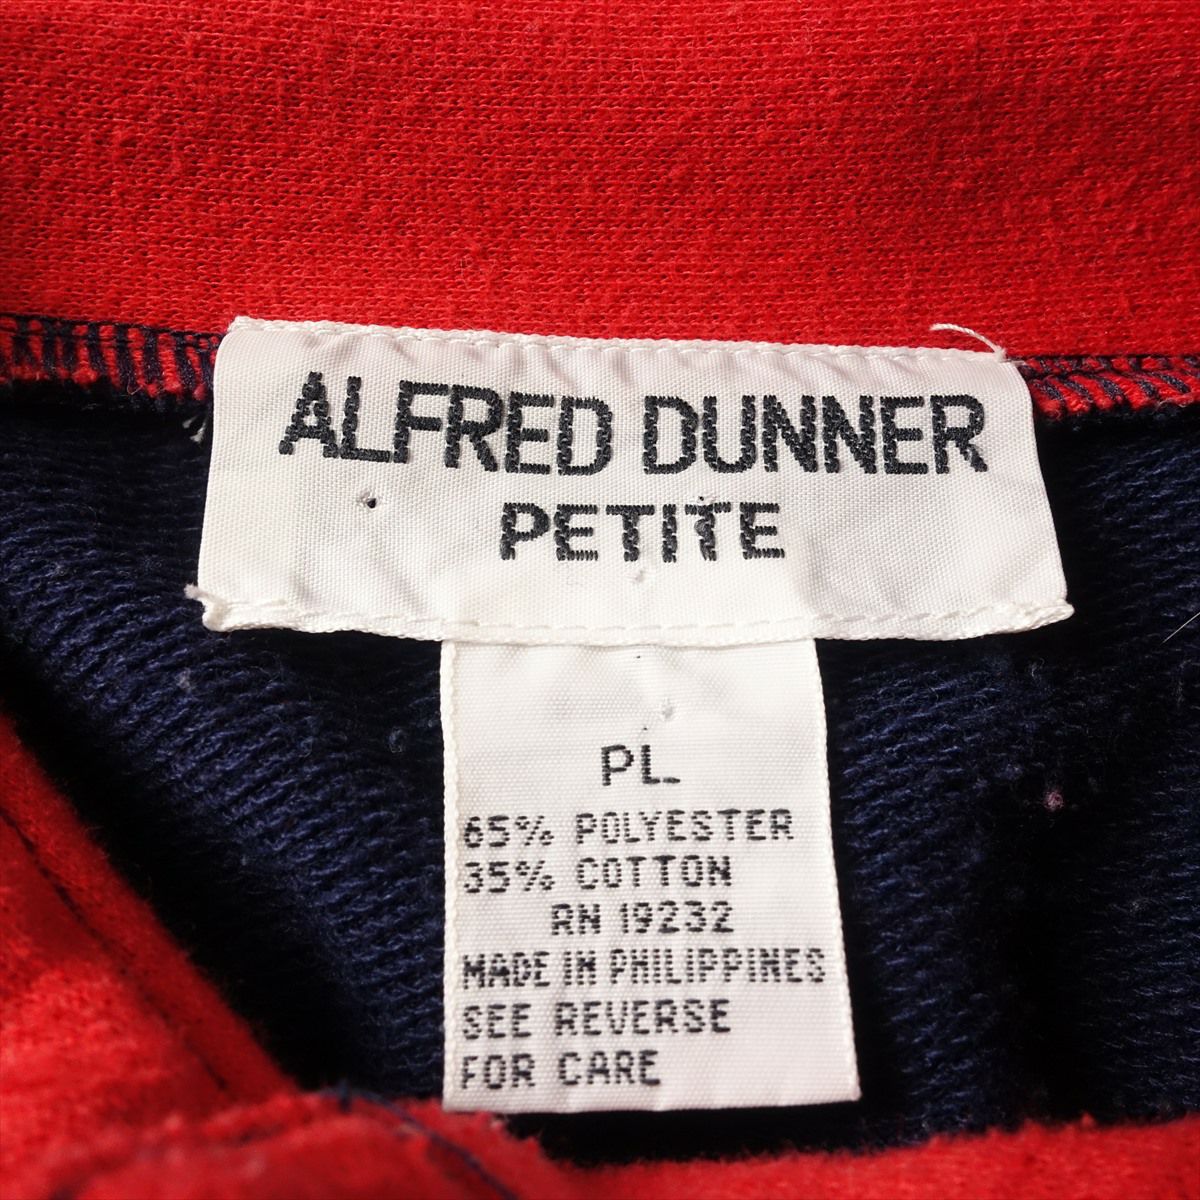 ALFRED DUNNER
PETITE
PL
65% POLYESTER
35% COTTON
RN 19232
MADE IN PHILIPPINES
SEE REVERSE
FOR CARE